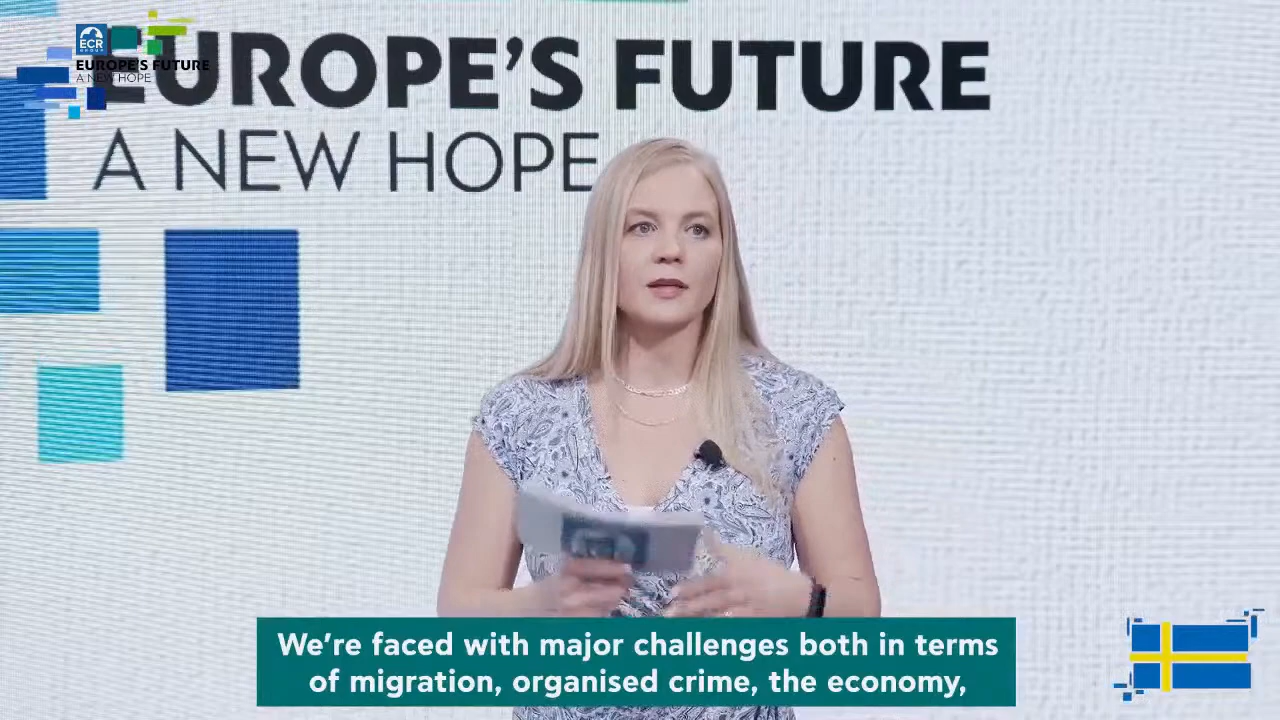 ECR
GROUP
EUROPE'S FUTURE
A NEW HOPE
EUROPE'S FUTURE
A NEW HOPE
We're faced with major challenges both in terms
of migration, organised crime, the economy,